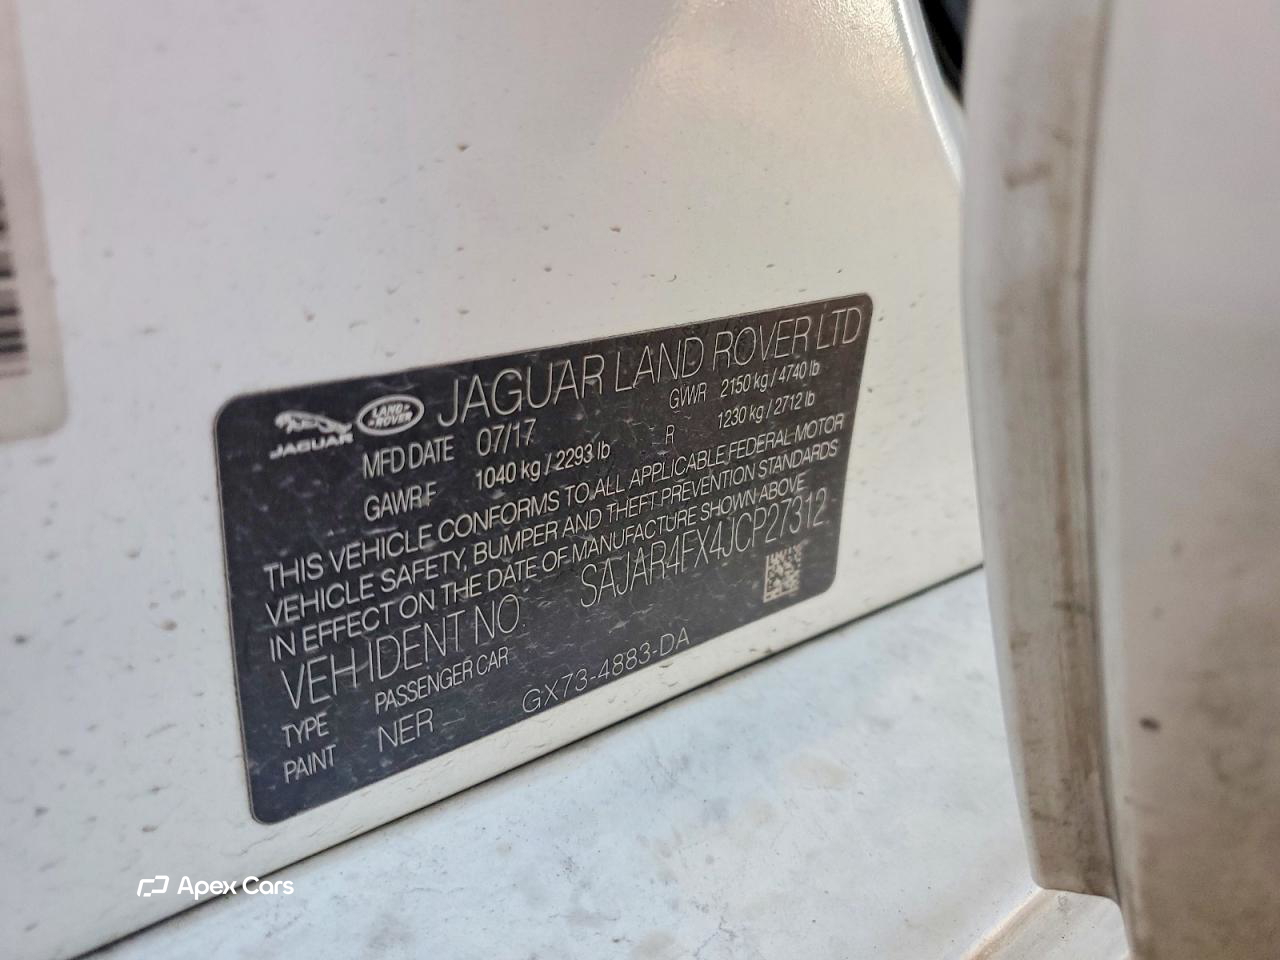 JAGUAR LAND ROVER JAGUAR LAND ROVER LTD
MFD DATE 07/17 GVWR 2150 kg / 4740 lb
GAWR F 1040 kg / 2293 lb R 1230 kg / 2712 lb
THIS VEHICLE CONFORMS TO ALL APPLICABLE FEDERAL MOTOR
VEHICLE SAFETY, BUMPER AND THEFT PREVENTION STANDARDS
IN EFFECT ON THE DATE OF MANUFACTURE SHOWN ABOVE
VEH IDENT NO SAJAR4FX4JCP27312
TYPE PASSENGER CAR
PAINT NER GX73-4883-DA
Apex Cars